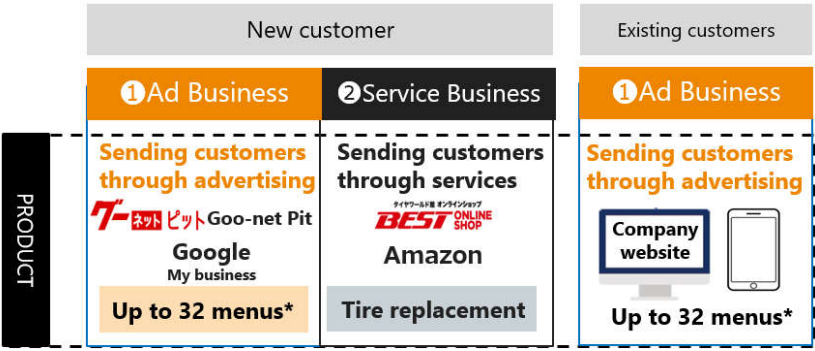 New customer
Existing customers
❶Ad Business
❷Service Business
❶Ad Business
PRODUCT
Sending customers
through advertising
グーネット ピット Goo-net Pit
Google
My business
Up to 32 menus*
Sending customers
through services
タイヤワールド館 オンラインショップ
BEST ONLINE
SHOP
Amazon
Tire replacement
Sending customers
through advertising
Company
website
Up to 32 menus*